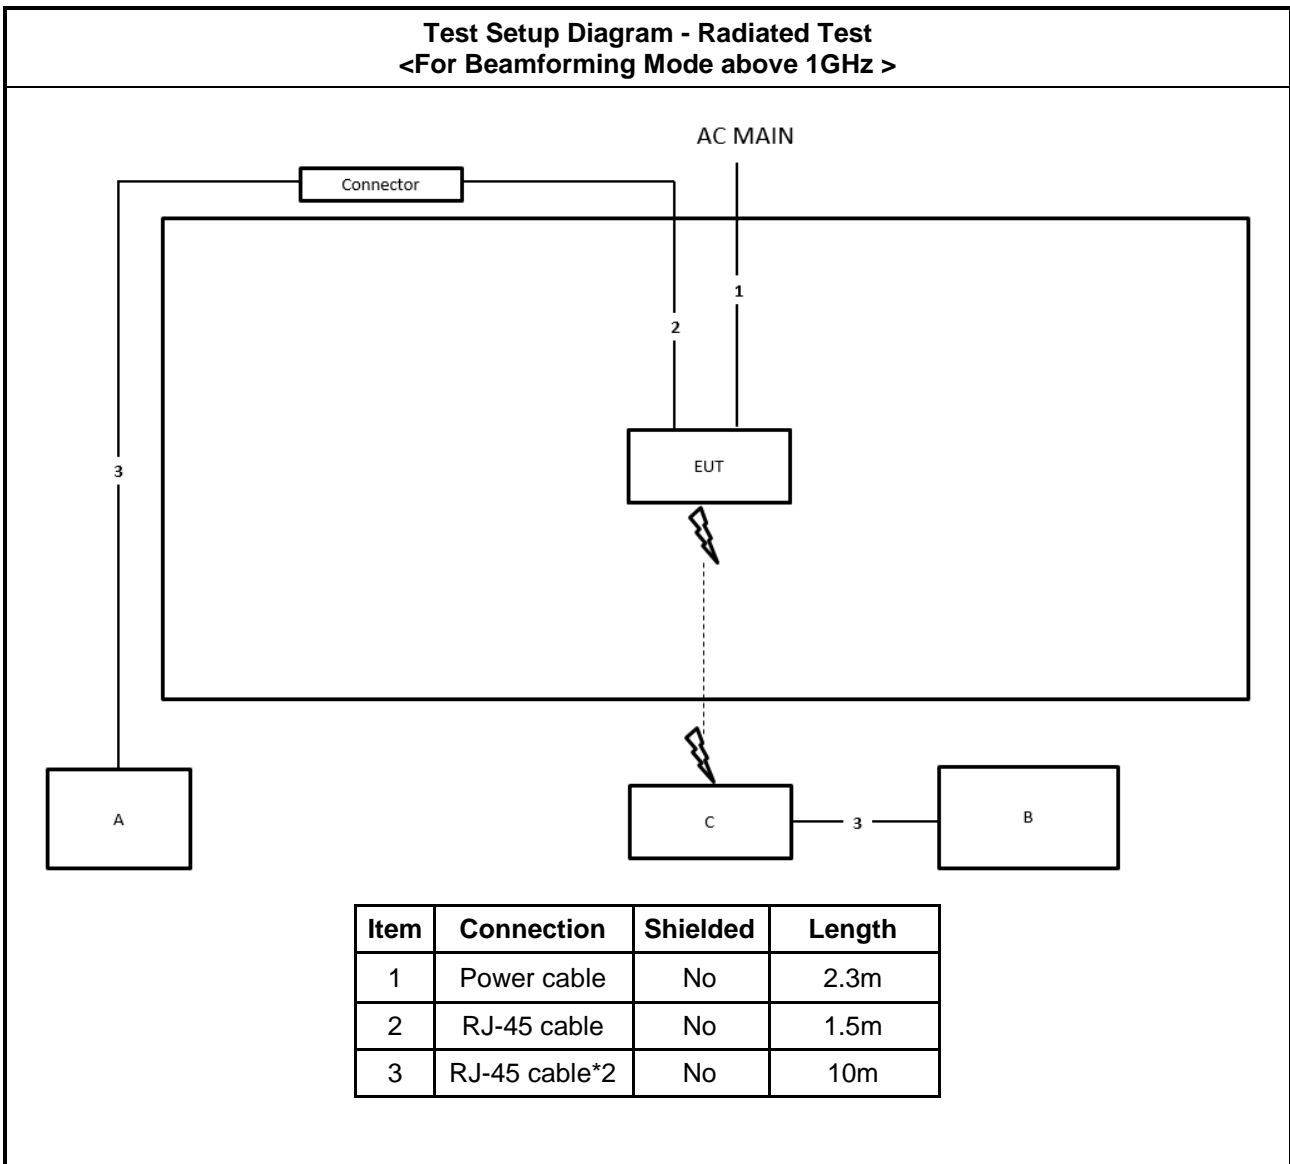 Test Setup Diagram - Radiated Test
<For Beamforming Mode above 1GHz >
AC MAIN
Connector
1
2
EUT
3
A
C
3
B
Item Connection Shielded Length
1 Power cable No 2.3m
2 RJ-45 cable No 1.5m
3 RJ-45 cable*2 No 10m